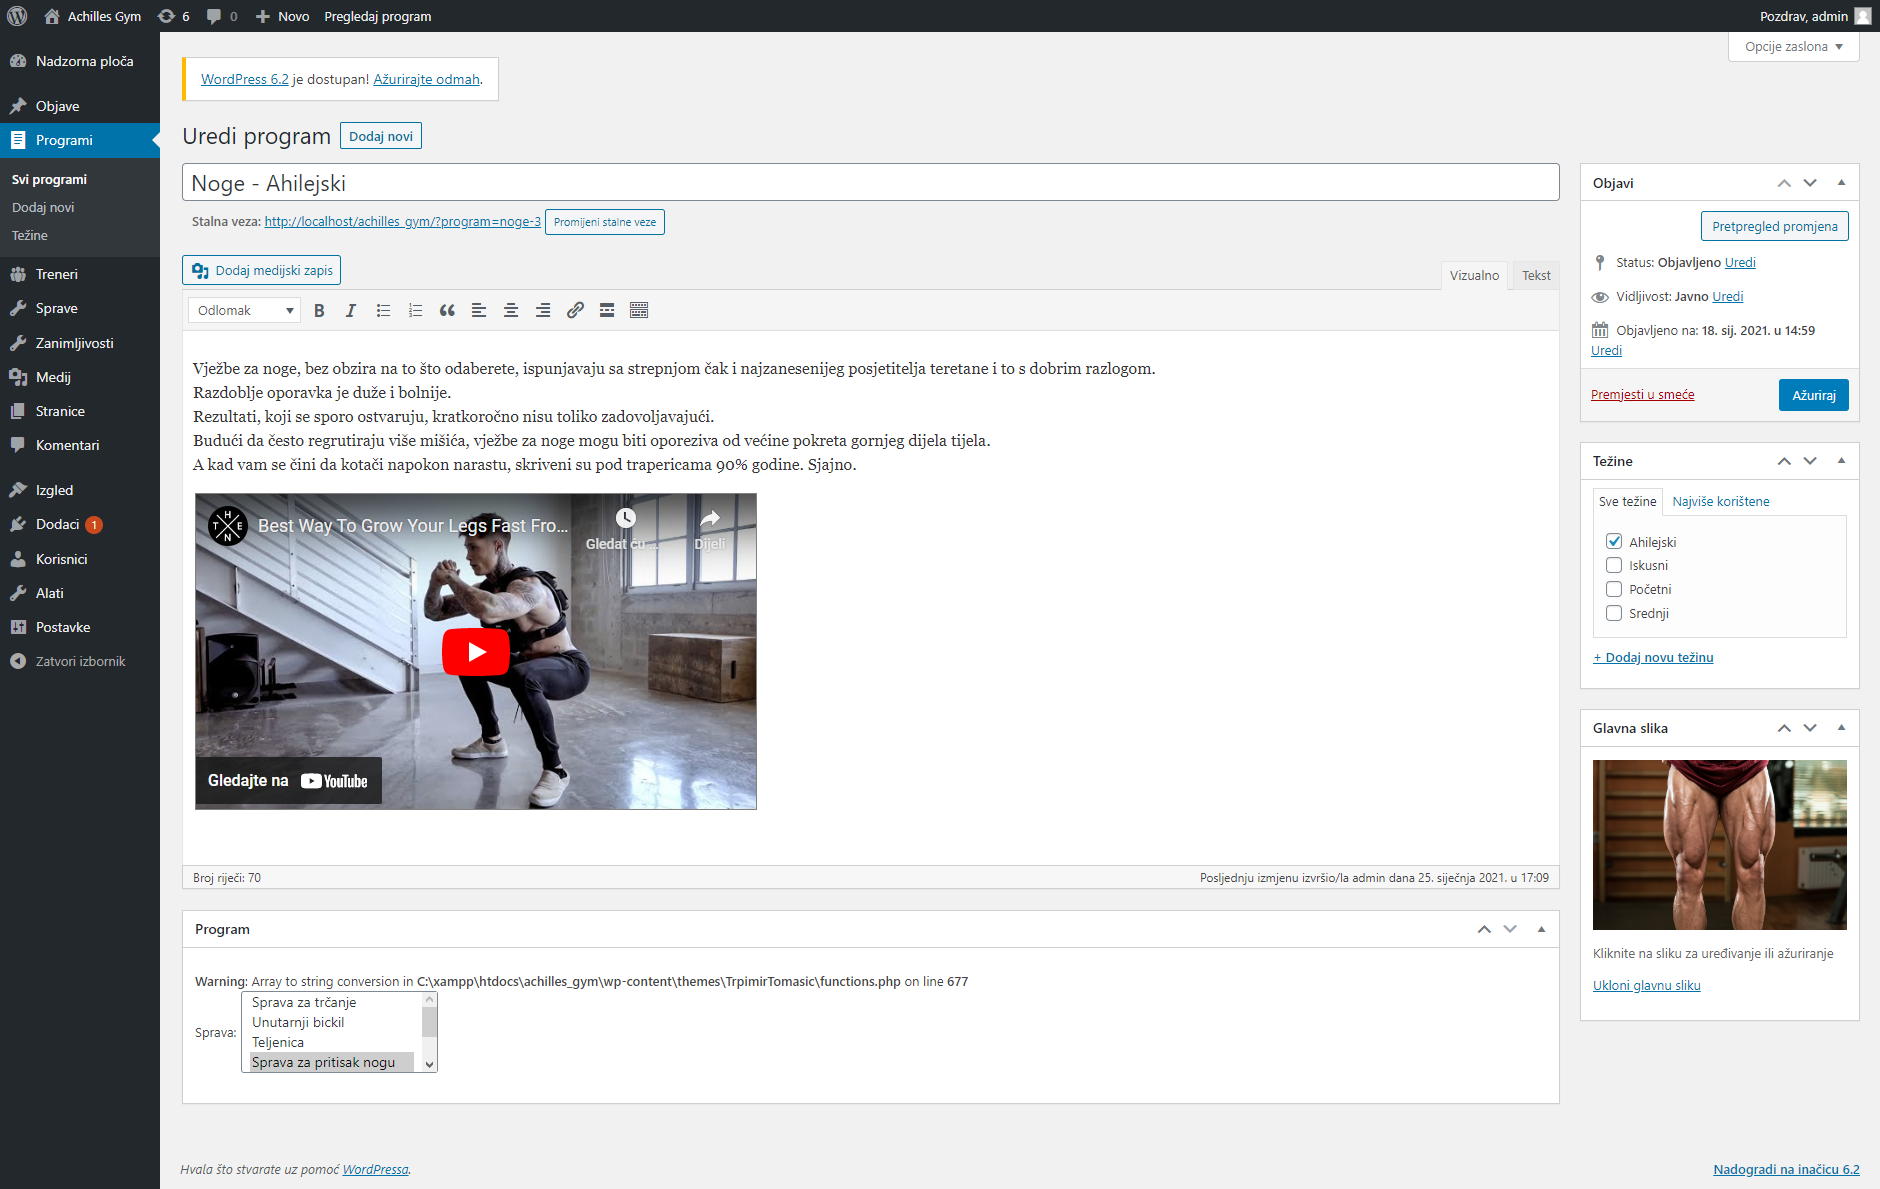 Achilles Gym
6
0
Novo
Pregledaj program
Pozdrav, admin
Opcije zaslona
Nadzorna ploča
Objave
Programi
Svi programi
Dodaj novi
Težine
Treneri
Sprave
Zanimljivosti
Medij
Stranice
Komentari
Izgled
Dodaci 1
Korisnici
Alati
Postavke
Zatvori izbornik
WordPress 6.2 je dostupan! Ažurirajte odmah.
Uredi program
Dodaj novi
Noge - Ahilejski
Stalna veza: http://localhost/achilles_gym/?program=noge-3 Promijeni stalne veze
Dodaj medijski zapis
Vizualno
Tekst
Odlomak
Vježbe za noge, bez obzira na to što odaberete, ispunjavaju sa strepnjom čak i najzanesenijeg posjetitelja teretane i to s dobrim razlogom.
Razdoblje oporavka je duže i bolnije.
Rezultati, koji se sporo ostvaruju, kratkoročno nisu toliko zadovoljavajući.
Budući da često regrutiraju više mišića, vježbe za noge mogu biti oporeziva od većine pokreta gornjeg dijela tijela.
A kad vam se čini da kotači napokon narastu, skriveni su pod trapericama 90% godine. Sjajno.
THEN
Best Way To Grow Your Legs Fast Fro...
Gledat ću ...
Dijeli
Gledajte na YouTube
Broj riječi: 70
Posljednju izmjenu izvršio/la admin dana 25. siječnja 2021. u 17:09
Program
Warning: Array to string conversion in C:\xampp\htdocs\achilles_gym\wp-content\themes\TrpimirTomasic\functions.php on line 677
Sprava:
Sprava za trčanje
Unutarnji bickil
Teljenica
Sprava za pritisak nogu
Objavi
Pretpregled promjena
Status: Objavljeno Uredi
Vidljivost: Javno Uredi
Objavljeno na: 18. sij. 2021. u 14:59
Uredi
Premjesti u smeće
Ažuriraj
Težine
Sve težine
Najviše korištene
Ahilejski
Iskusni
Početni
Srednji
+ Dodaj novu težinu
Glavna slika
Kliknite na sliku za uređivanje ili ažuriranje
Ukloni glavnu sliku
Hvala što stvarate uz pomoć WordPressa.
Nadogradi na inačicu 6.2